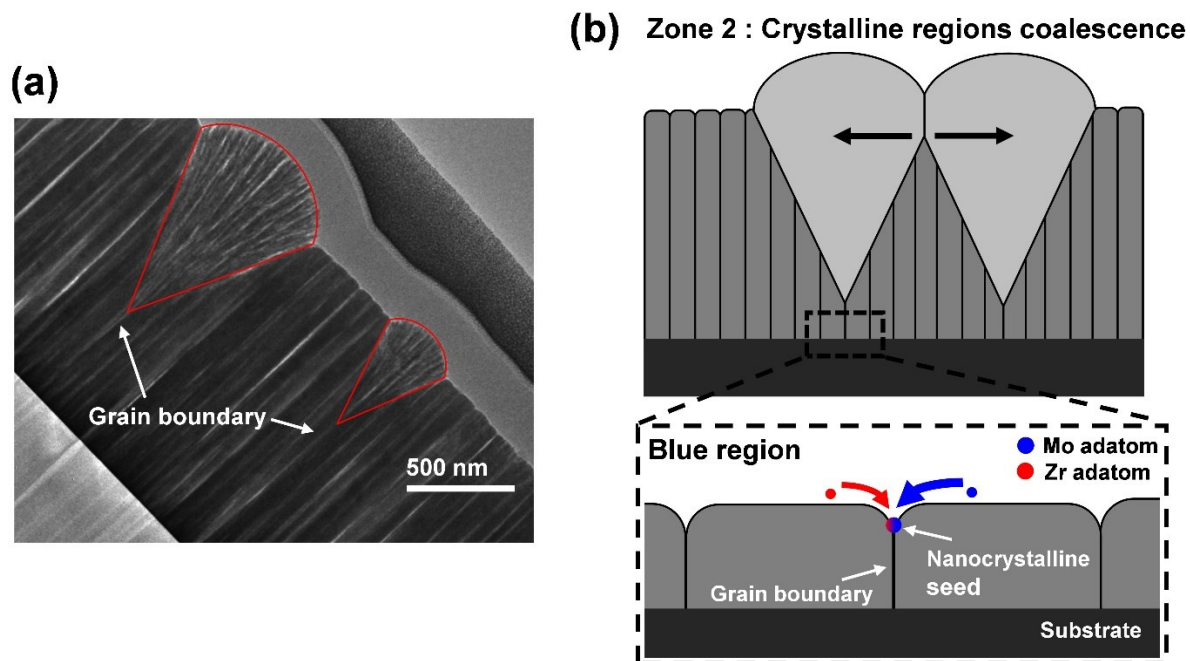 (a)
Grain boundary
500 nm
(b) Zone 2 : Crystalline regions coalescence
Blue region
Mo adatom
Zr adatom
Nanocrystalline
seed
Grain boundary
Substrate